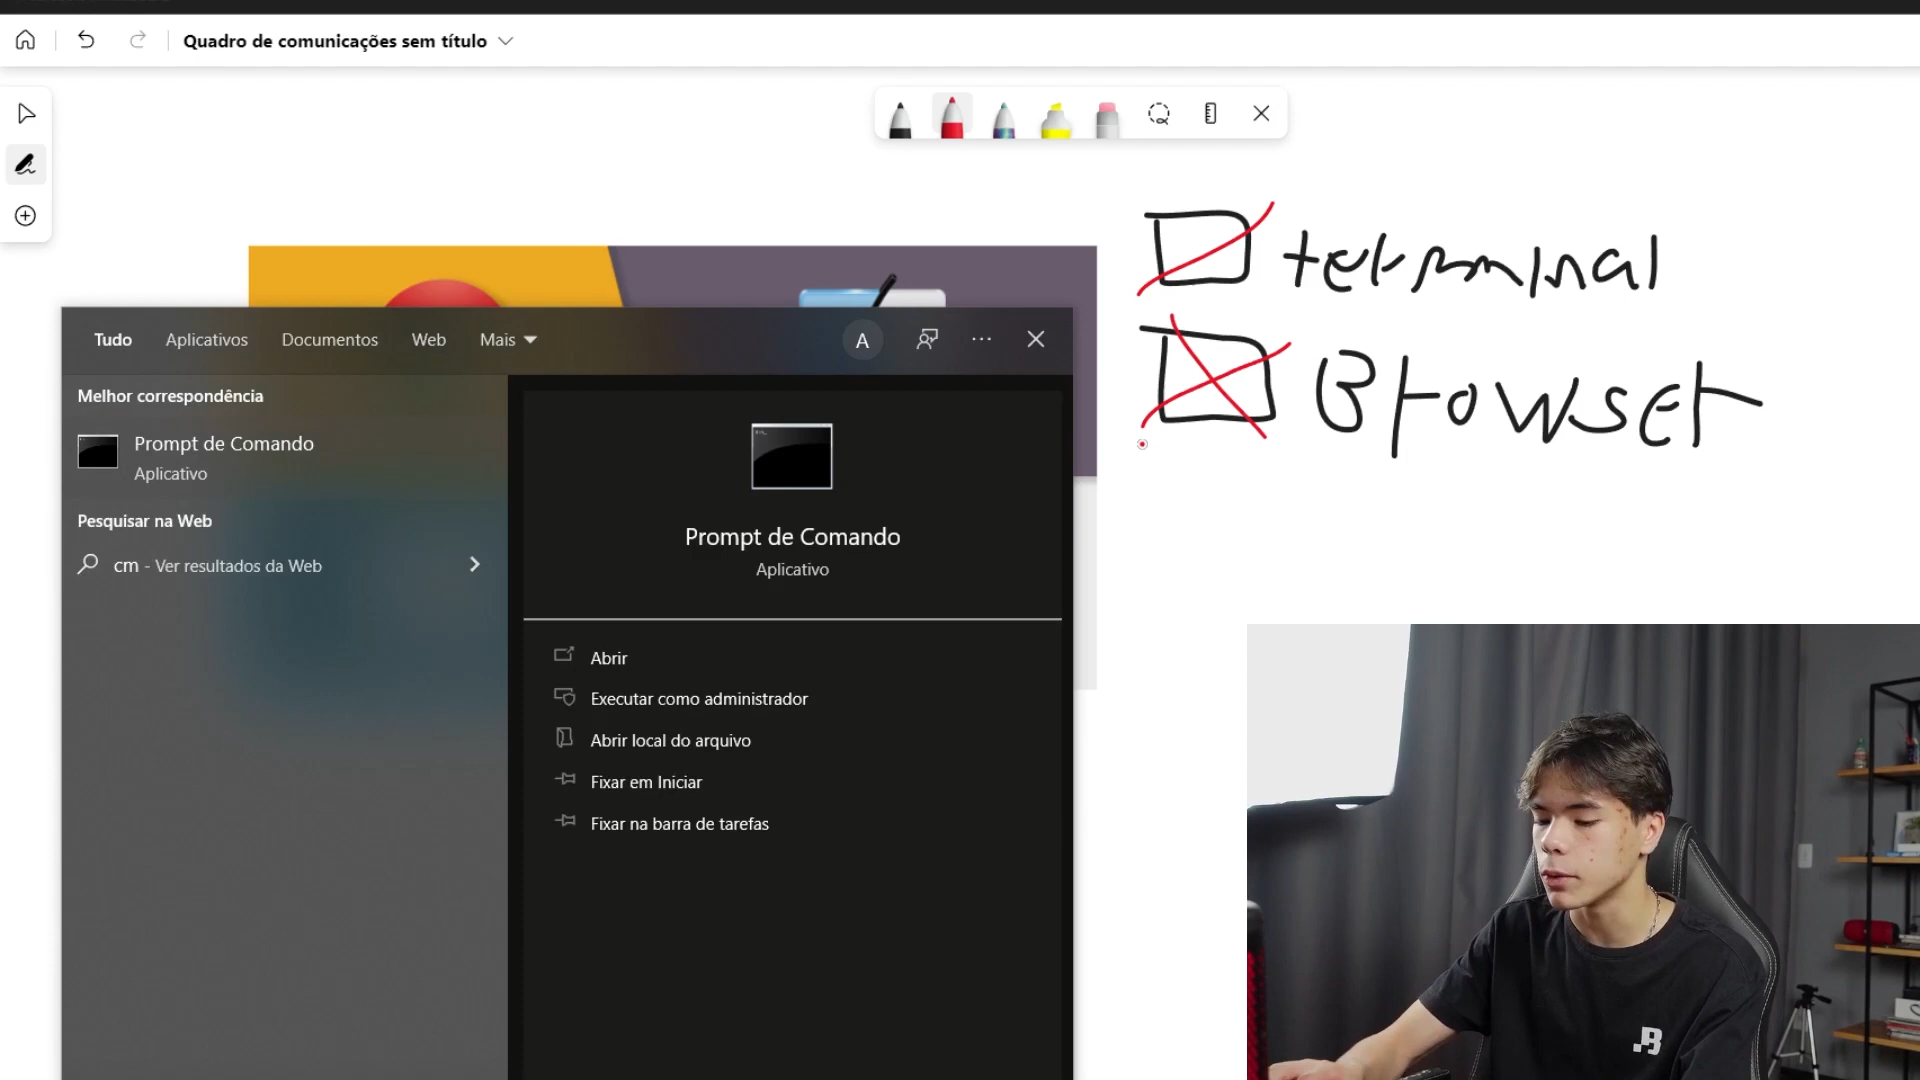 Quadro de comunicações sem título
terminal
Browser
Tudo Aplicativos Documentos Web Mais A
Melhor correspondência
Prompt de Comando
Aplicativo
Pesquisar na Web
cm - Ver resultados da Web
Prompt de Comando
Aplicativo
Abrir
Executar como administrador
Abrir local do arquivo
Fixar em Iniciar
Fixar na barra de tarefas
B